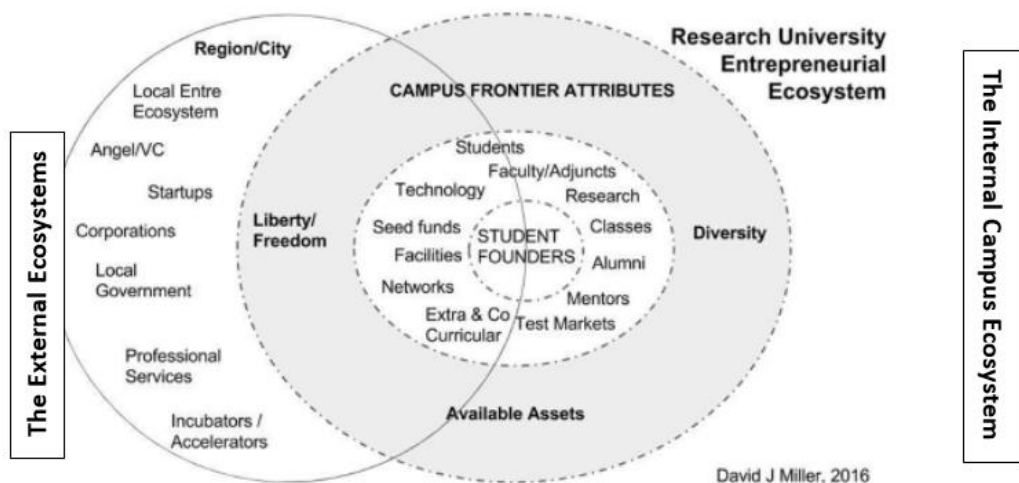 The External Ecosystems
Region/City
Local Entre
Ecosystem
Angel/VC
Startups
Corporations
Local
Government
Professional
Services
Incubators /
Accelerators
Research University
Entrepreneurial
Ecosystem
CAMPUS FRONTIER ATTRIBUTES
Liberty/
Freedom
Diversity
Available Assets
Students
Faculty/Adjuncts
Technology
Research
Seed funds
Classes
Facilities
Alumni
Networks
Mentors
Extra & Co
Curricular
Test Markets
STUDENT
FOUNDERS
David J Miller, 2016
The Internal Campus Ecosystem